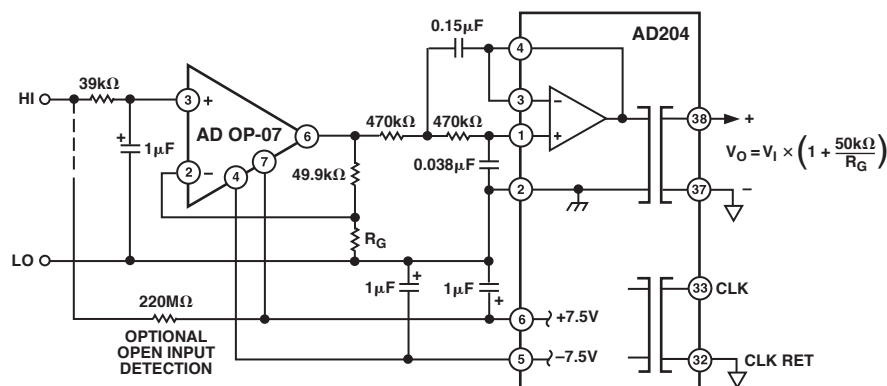 0.15µF
AD204
4
39kΩ
HI
3
+
AD OP-07
6
470kΩ
470kΩ
3
–
1
+
38
+
+
1µF
7
0.038µF
V_O = V_I × (1 + 50kΩ/R_G)
2
–
4
49.9kΩ
2
37
–
R_G
LO
1µF
+
1µF
+
33
CLK
220MΩ
6
+7.5V
OPTIONAL
OPEN INPUT
DETECTION
5
–7.5V
32
CLK RET